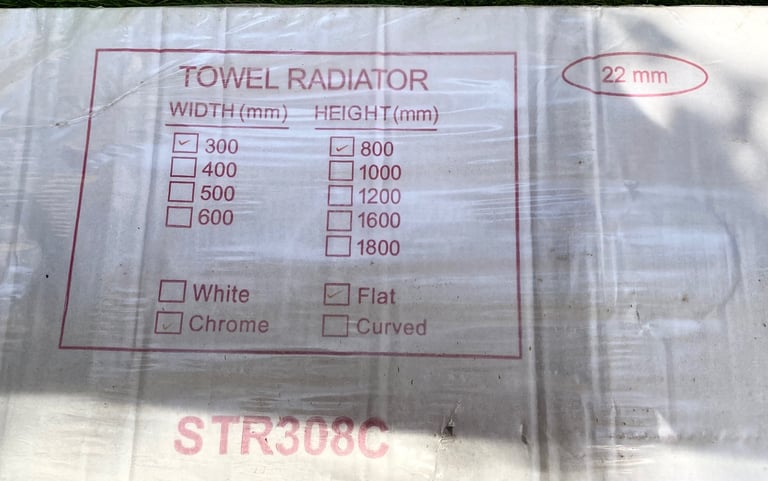 TOWEL RADIATOR
22 mm
WIDTH (mm) HEIGHT (mm)
300 800
400 1000
500 1200
600 1600
1800
White Flat
Chrome Curved
STR308C